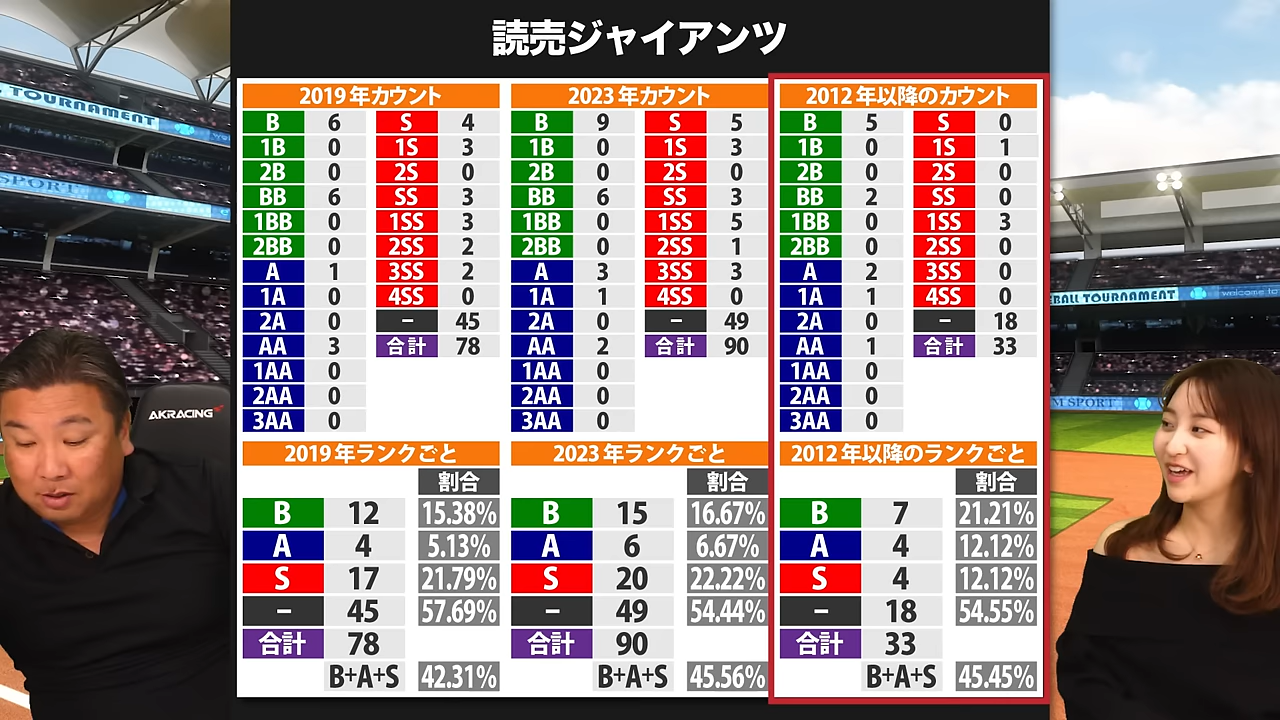 読売ジャイアンツ
2019年カウント
B 6 S 4
1B 0 1S 3
2B 0 2S 0
BB 6 SS 3
1BB 0 1SS 3
2BB 0 2SS 2
A 1 3SS 2
1A 0 4SS 0
2A 0 − 45
AA 3 合計 78
1AA 0
2AA 0
3AA 0
2023年カウント
B 9 S 5
1B 0 1S 3
2B 0 2S 0
BB 6 SS 3
1BB 0 1SS 5
2BB 0 2SS 1
A 3 3SS 3
1A 1 4SS 0
2A 0 − 49
AA 2 合計 90
1AA 0
2AA 0
3AA 0
2012年以降のカウント
B 5 S 0
1B 0 1S 1
2B 0 2S 0
BB 2 SS 0
1BB 0 1SS 3
2BB 0 2SS 0
A 2 3SS 0
1A 1 4SS 0
2A 0 − 18
AA 1 合計 33
1AA 0
2AA 0
3AA 0
2019年ランクごと
割合
B 12 15.38%
A 4 5.13%
S 17 21.79%
− 45 57.69%
合計 78
B+A+S 42.31%
2023年ランクごと
割合
B 15 16.67%
A 6 6.67%
S 20 22.22%
− 49 54.44%
合計 90
B+A+S 45.56%
2012年以降のランクごと
割合
B 7 21.21%
A 4 12.12%
S 4 12.12%
− 18 54.55%
合計 33
B+A+S 45.45%
TOURNAMENT
SPORT
AKRACING
BALL TOURNAMENT
welcome to
M SPORT